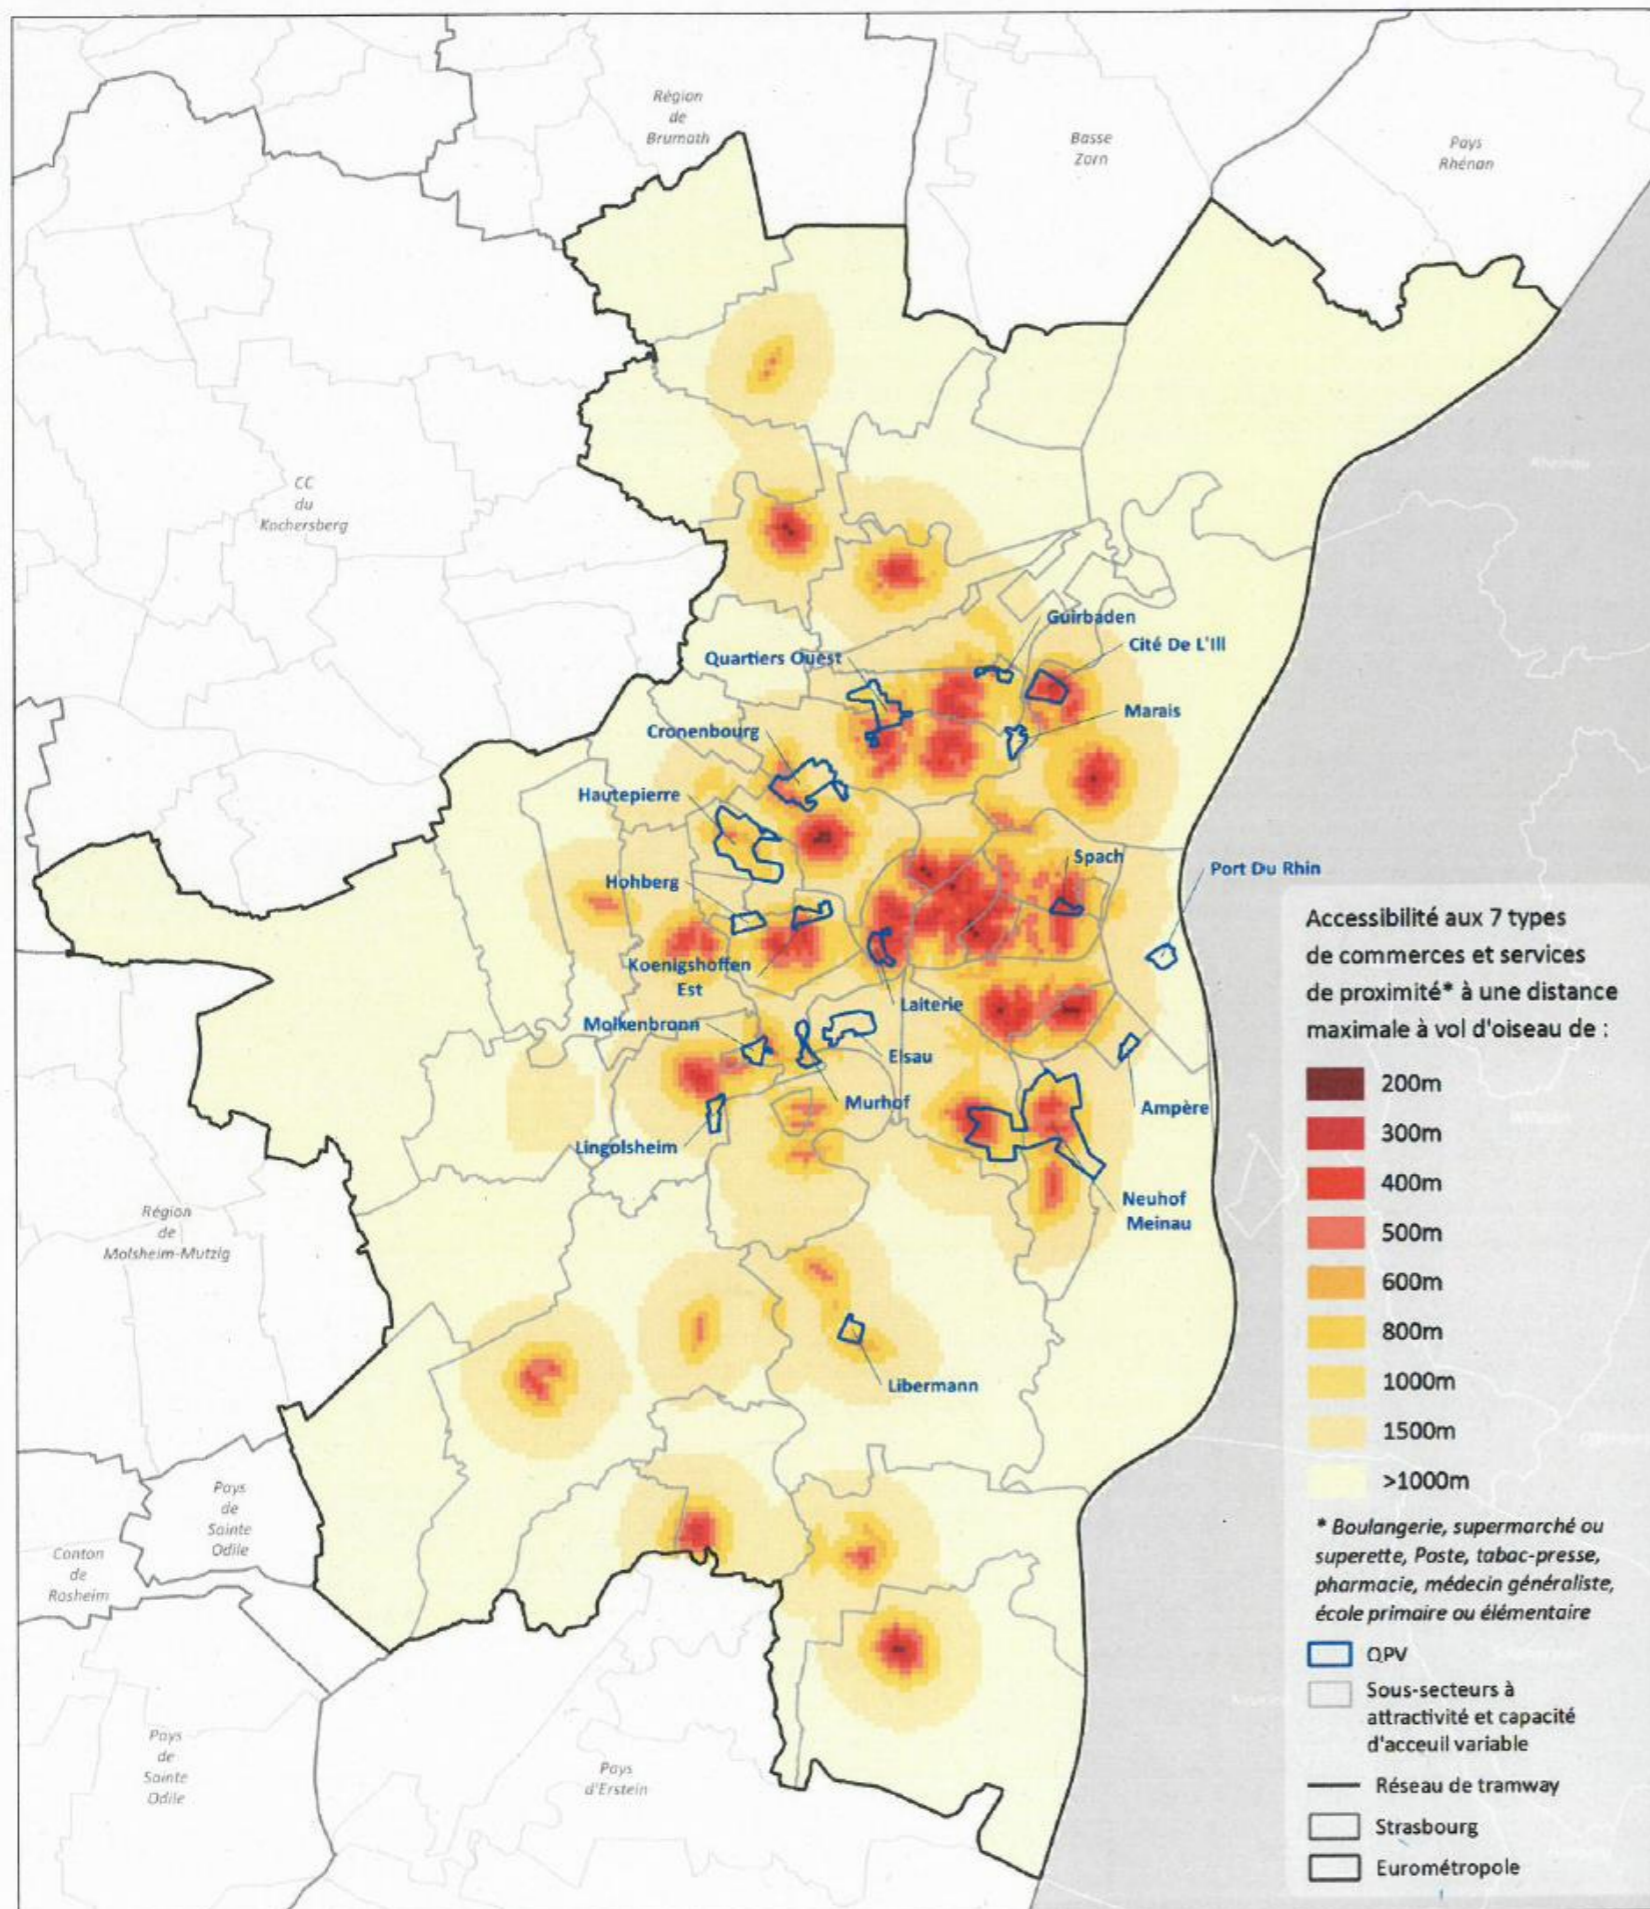 Région
de
Brumath
Basse
Zorn
Pays
Rhénan
CC
du
Kochersberg
Guirbaden
Cité De L'Ill
Quartiers Ouest
Marais
Cronenbourg
Hautepierre
Spach
Port Du Rhin
Hohberg
Koenigshoffen
Est
Laiterie
Molkenbronn
Elsau
Murhof
Ampère
Lingolsheim
Neuhof
Meinau
Région
de
Molsheim-Mutzig
Libermann
Pays
de
Sainte
Odile
Canton
de
Rosheim
Pays
de
Sainte
Odile
Pays
d'Erstein
Accessibilité aux 7 types
de commerces et services
de proximité* à une distance
maximale à vol d'oiseau de :
200m
300m
400m
500m
600m
800m
1000m
1500m
>1000m
* Boulangerie, supermarché ou
superette, Poste, tabac-presse,
pharmacie, médecin généraliste,
école primaire ou élémentaire
QPV
Sous-secteurs à
attractivité et capacité
d'acceuil variable
Réseau de tramway
Strasbourg
Eurométropole